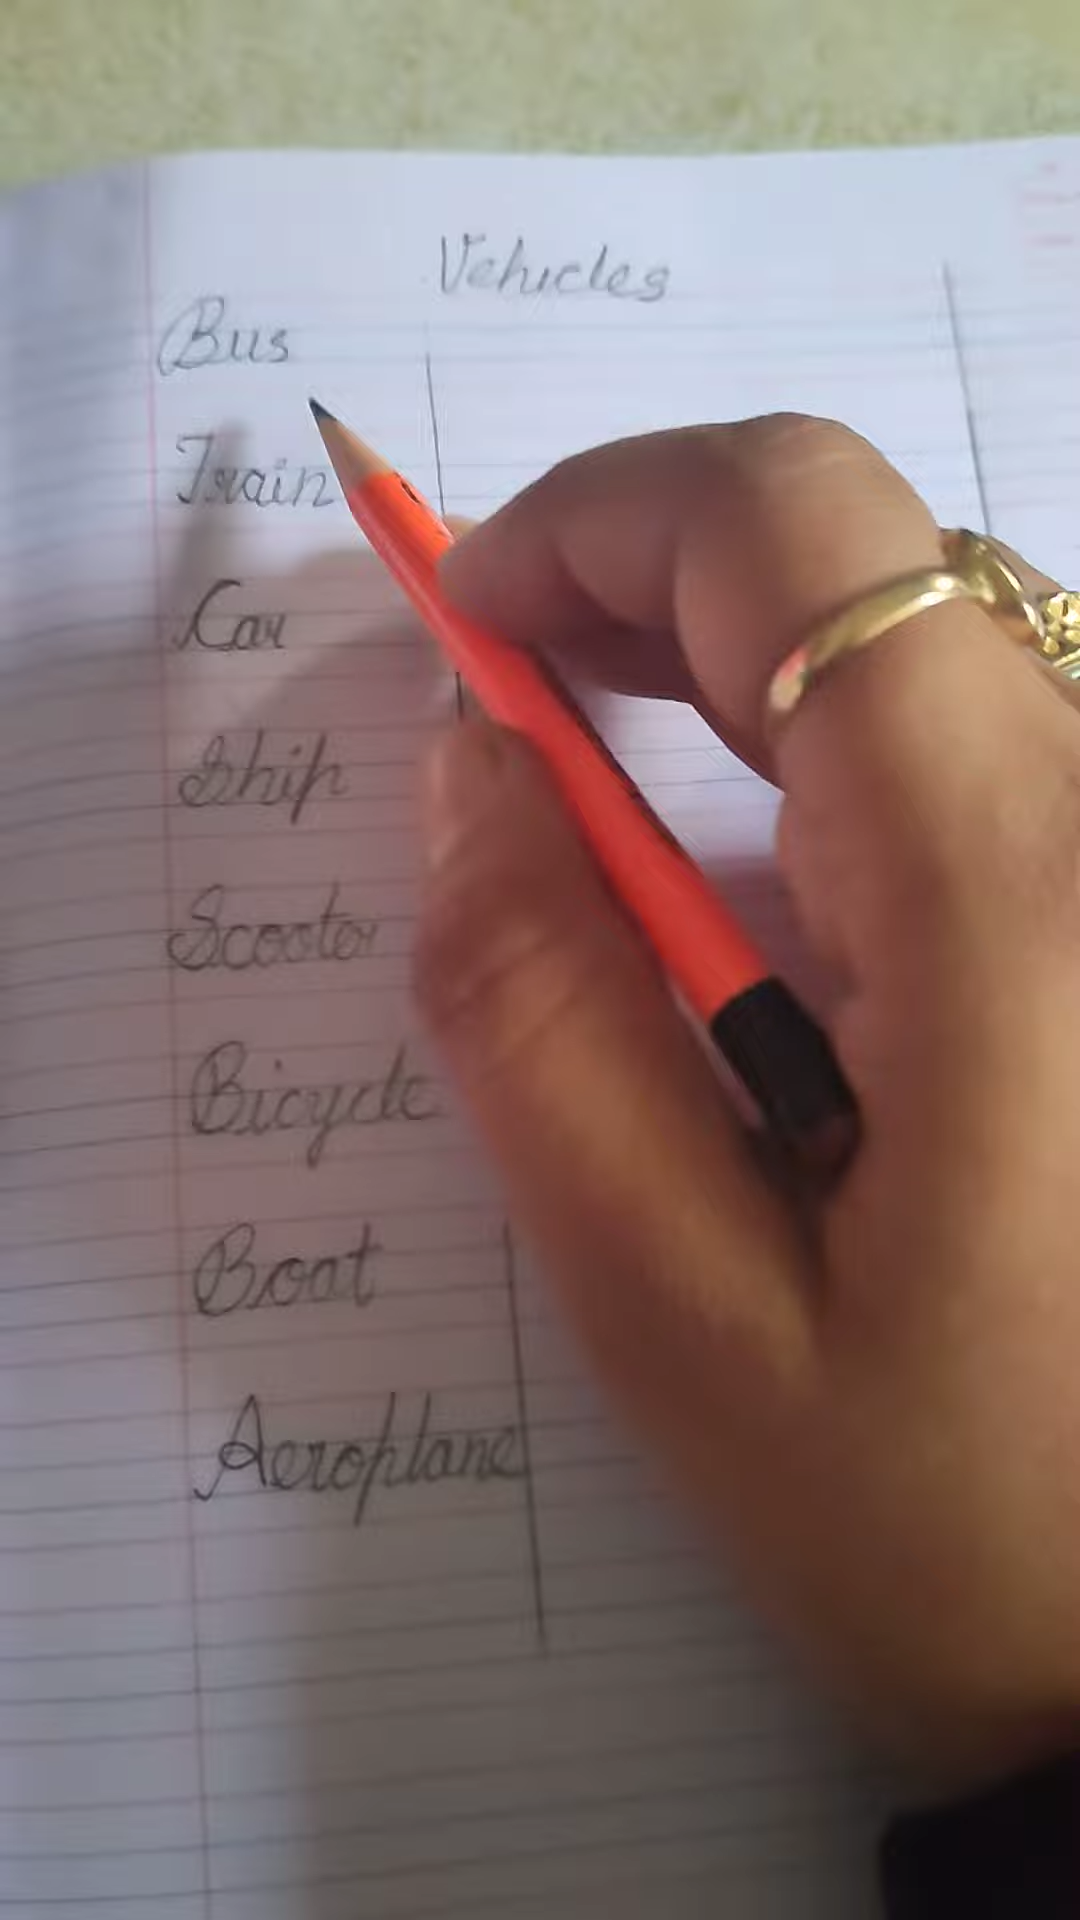 Vehicles
Bus
Train
Car
Ship
Scooter
Bicycle
Boat
Aeroplane